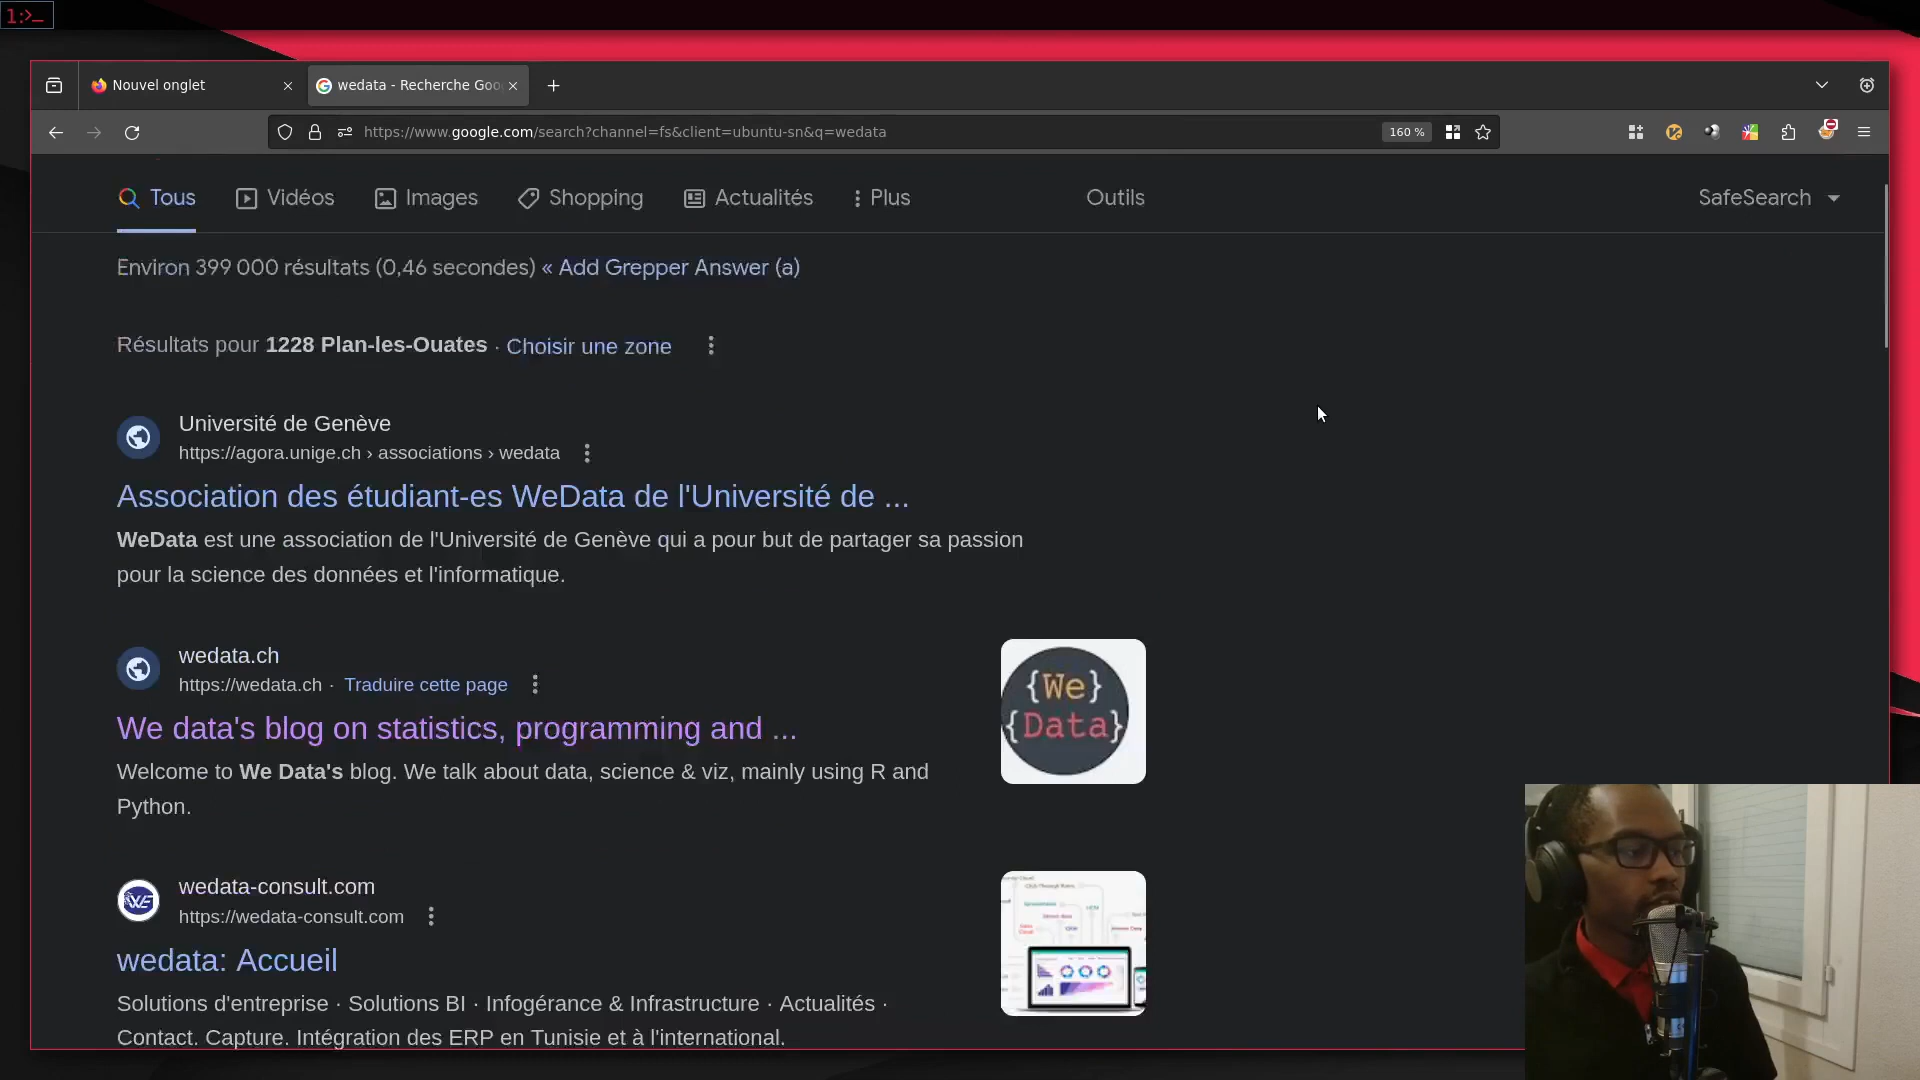 1:>_
Nouvel onglet
wedata - Recherche Goo
https://www.google.com/search?channel=fs&client=ubuntu-sn&q=wedata
160 %
Tous
Vidéos
Images
Shopping
Actualités
Plus
Outils
SafeSearch
Environ 399 000 résultats (0,46 secondes) « Add Grepper Answer (a)
Résultats pour 1228 Plan-les-Ouates · Choisir une zone
Université de Genève
https://agora.unige.ch › associations › wedata
Association des étudiant-es WeData de l'Université de ...
WeData est une association de l'Université de Genève qui a pour but de partager sa passion
pour la science des données et l'informatique.
wedata.ch
https://wedata.ch · Traduire cette page
We data's blog on statistics, programming and ...
Welcome to We Data's blog. We talk about data, science & viz, mainly using R and
Python.
{We}
{Data}
wedata-consult.com
https://wedata-consult.com
wedata: Accueil
Solutions d'entreprise · Solutions BI · Infogérance & Infrastructure · Actualités ·
Contact. Capture. Intégration des ERP en Tunisie et à l'international.